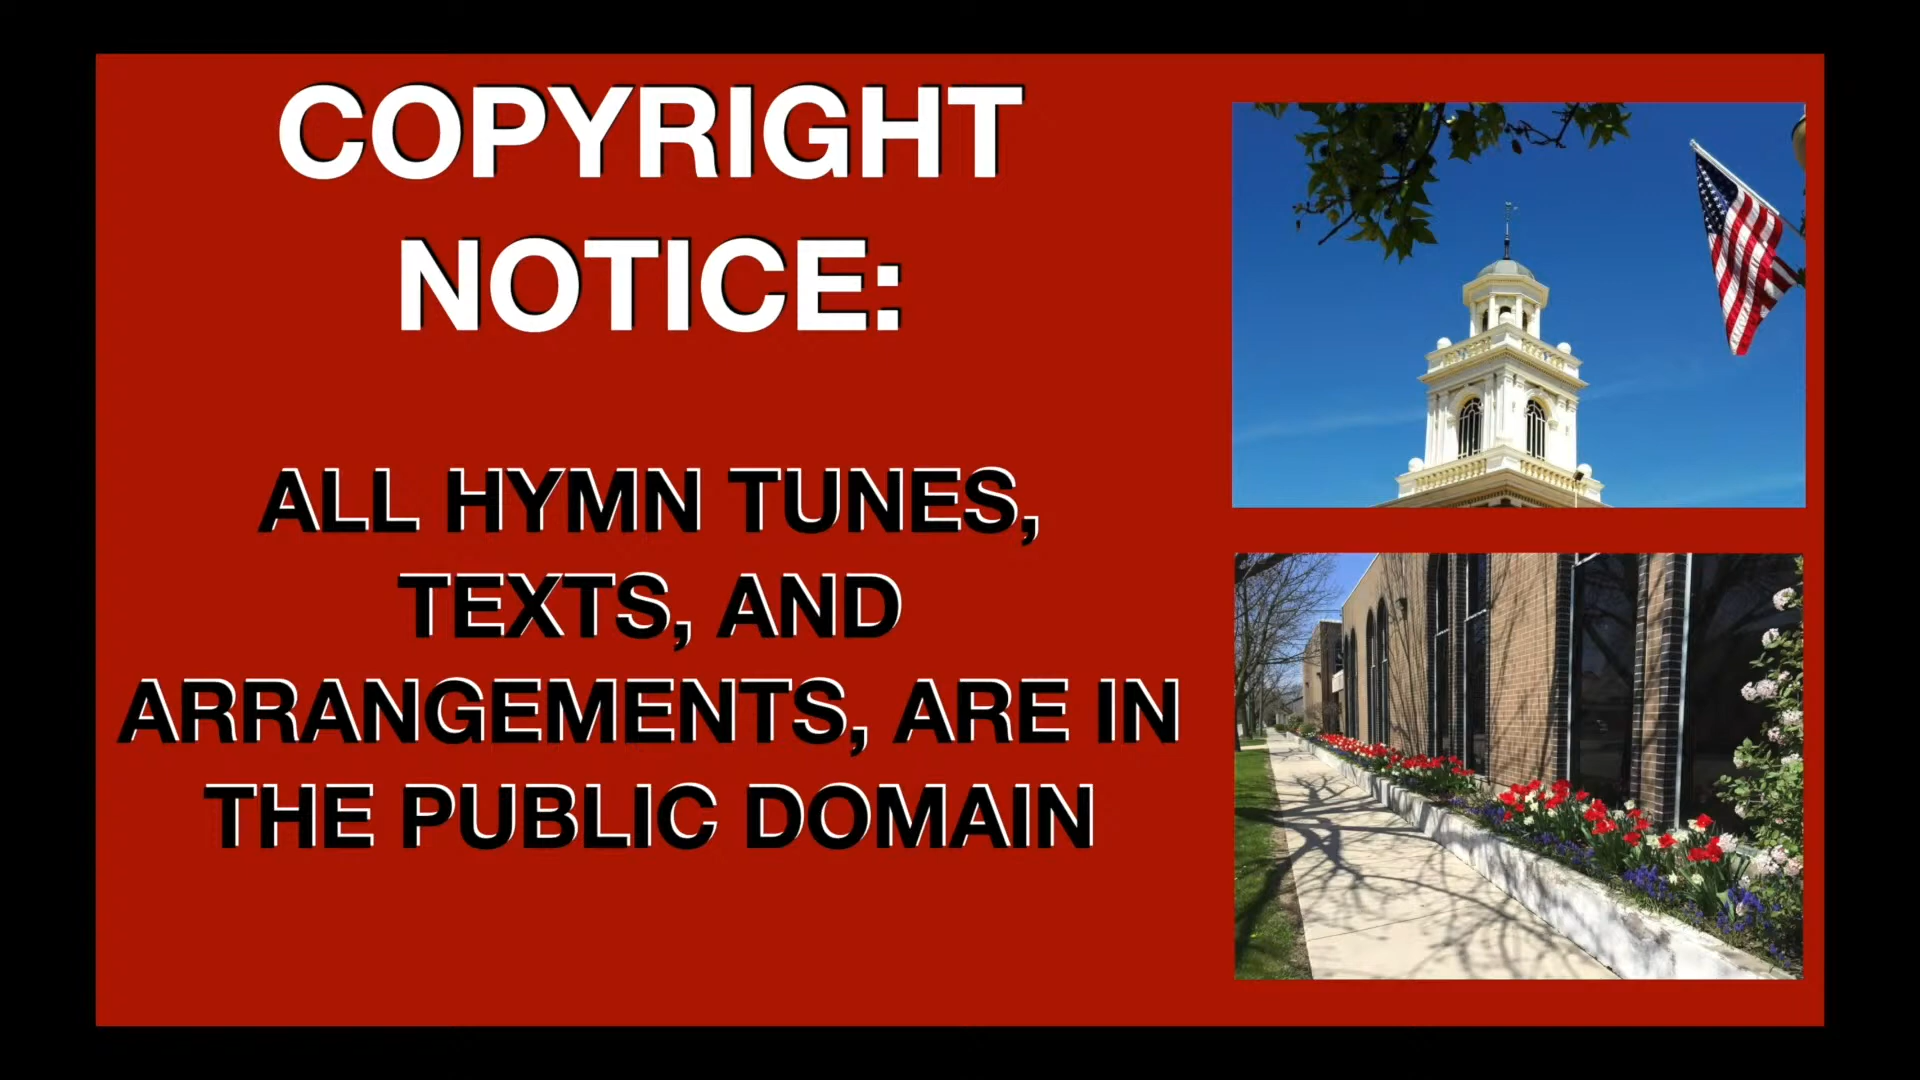 COPYRIGHT
NOTICE:
ALL HYMN TUNES,
TEXTS, AND
ARRANGEMENTS, ARE IN
THE PUBLIC DOMAIN